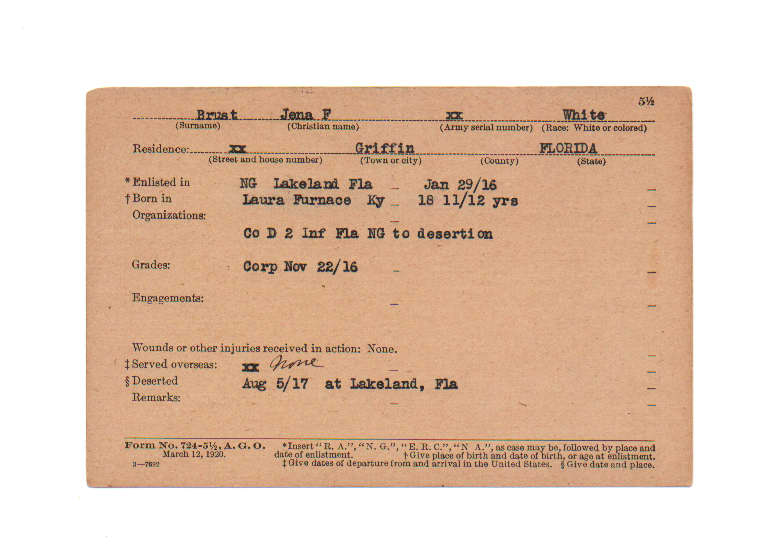 5½
Brust Jena F xx White
(Surname) (Christian name) (Army serial number) (Race: White or colored)
Residence: xx Griffin FLORIDA
(Street and house number) (Town or city) (County) (State)
*Enlisted in NG Lakeland Fla – Jan 29/16
†Born in Laura Furnace Ky – 18 11/12 yrs
Organizations:
Co D 2 Inf Fla NG to desertion
Grades: Corp Nov 22/16
Engagements:
Wounds or other injuries received in action: None.
‡Served overseas: xx None
§Deserted Aug 5/17 at Lakeland, Fla
Remarks:
Form No. 724-5½, A. G. O. *Insert "R. A.", "N. G.", "E. R. C.", "N A.", as case may be, followed by place and
March 12, 1920. date of enlistment. †Give place of birth and date of birth, or age at enlistment.
3—7692 ‡Give dates of departure from and arrival in the United States. §Give date and place.